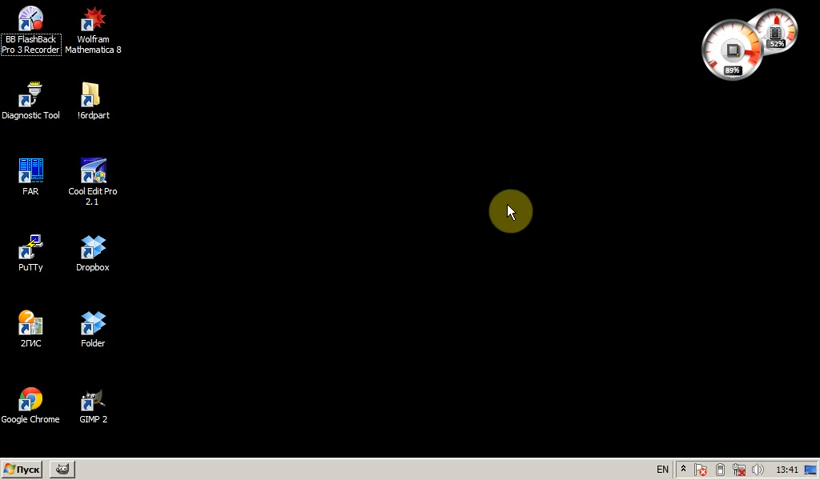 BB FlashBack
Pro 3 Recorder
Wolfram
Mathematica 8
89%
52%
Diagnostic Tool
!6rdpart
FAR
Cool Edit Pro
2.1
PuTTy
Dropbox
2ГИС
Folder
Google Chrome
GIMP 2
Пуск
EN
13:41